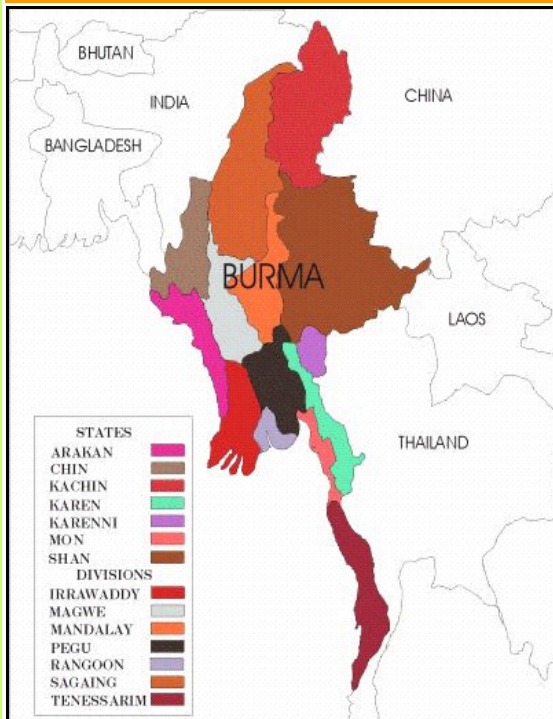 BHUTAN
INDIA
CHINA
BANGLADESH
BURMA
LAOS
THAILAND
STATES
ARAKAN
CHIN
KACHIN
KAREN
KARENNI
MON
SHAN
DIVISIONS
IRRAWADDY
MAGWE
MANDALAY
PEGU
RANGOON
SAGAING
TENESSARIM